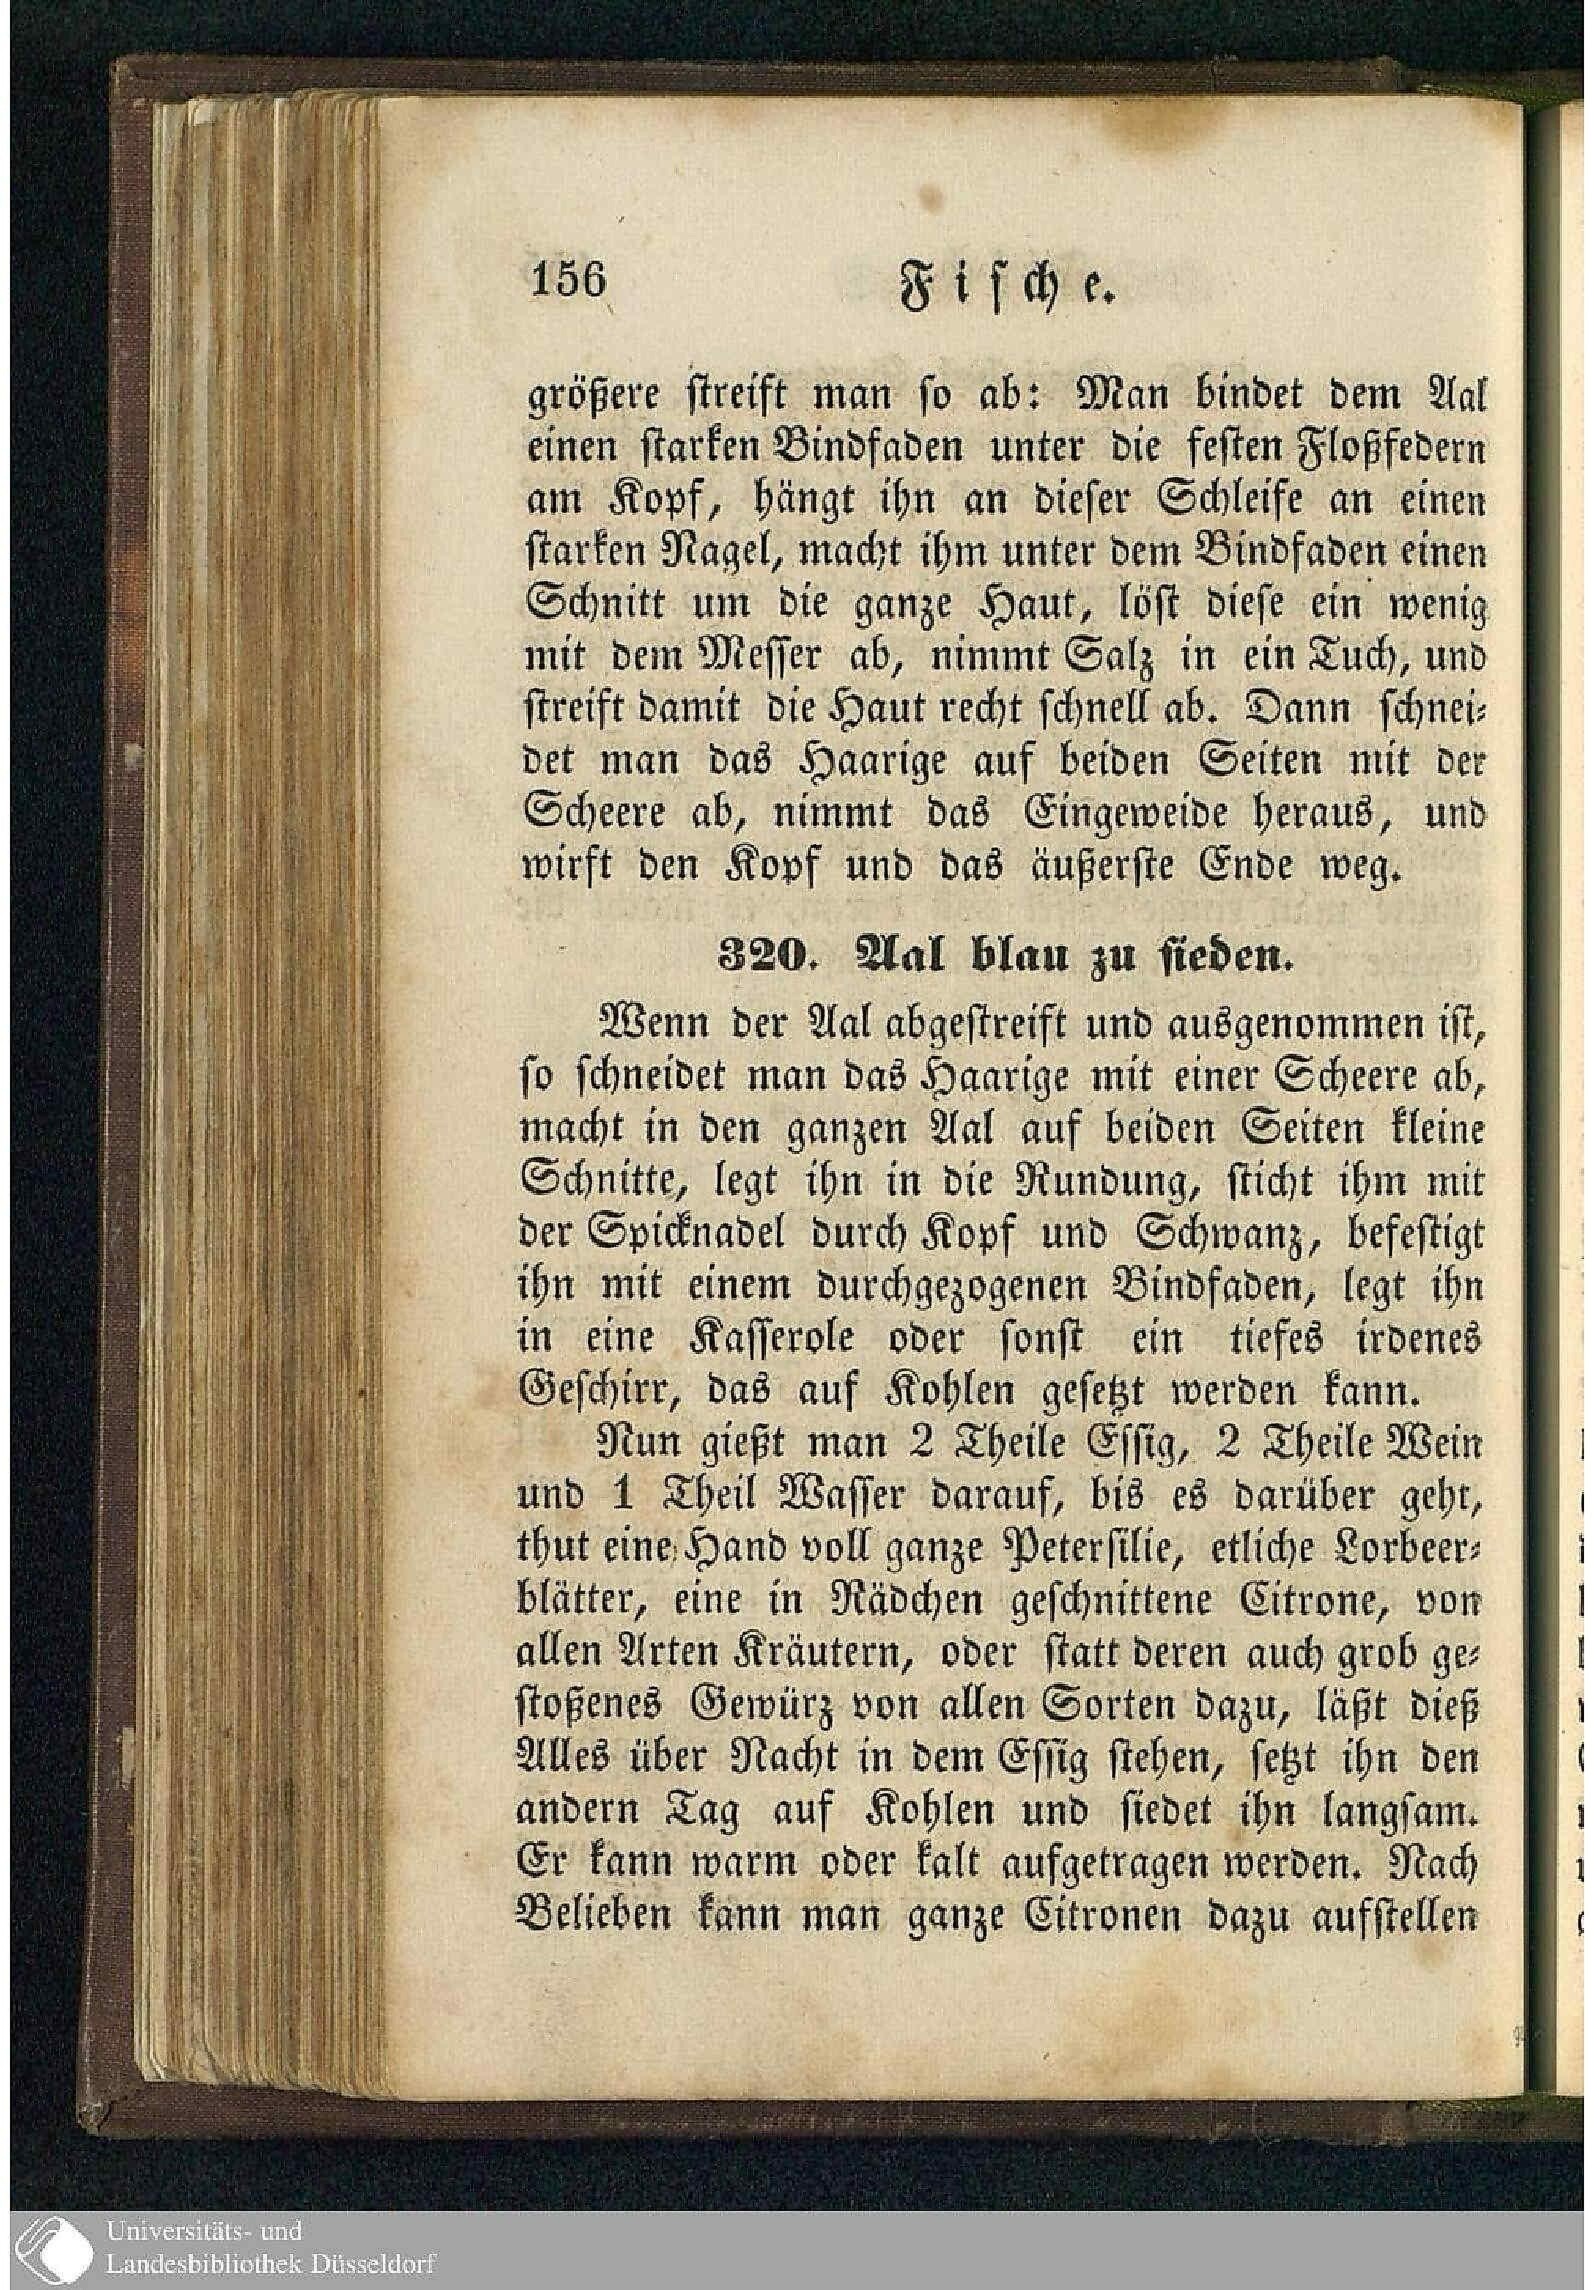 156
Fische.
größere streift man so ab: Man bindet dem Aal
einen starken Bindfaden unter die festen Floßfedern
am Kopf, hängt ihn an dieser Schleife an einen
starken Nagel, macht ihm unter dem Bindfaden einen
Schnitt um die ganze Haut, löst diese ein wenig
mit dem Messer ab, nimmt Salz in ein Tuch, und
streift damit die Haut recht schnell ab. Dann schnei-
det man das Haarige auf beiden Seiten mit der
Scheere ab, nimmt das Eingeweide heraus, und
wirft den Kopf und das äußerste Ende weg.
320. Aal blau zu sieden.
Wenn der Aal abgestreift und ausgenommen ist,
so schneidet man das Haarige mit einer Scheere ab,
macht in den ganzen Aal auf beiden Seiten kleine
Schnitte, legt ihn in die Rundung, sticht ihm mit
der Spicknadel durch Kopf und Schwanz, befestigt
ihn mit einem durchgezogenen Bindfaden, legt ihn
in eine Kasserole oder sonst ein tiefes irdenes
Geschirr, das auf Kohlen gesetzt werden kann.
Nun gießt man 2 Theile Essig, 2 Theile Wein
und 1 Theil Wasser darauf, bis es darüber geht,
thut eine Hand voll ganze Petersilie, etliche Lorbeer-
blätter, eine in Rädchen geschnittene Citrone, von
allen Arten Kräutern, oder statt deren auch grob ge-
stoßenes Gewürz von allen Sorten dazu, läßt dieß
Alles über Nacht in dem Essig stehen, setzt ihn den
andern Tag auf Kohlen und siedet ihn langsam.
Er kann warm oder kalt aufgetragen werden. Nach
Belieben kann man ganze Citronen dazu aufstellen
Universitäts- und
Landesbibliothek Düsseldorf